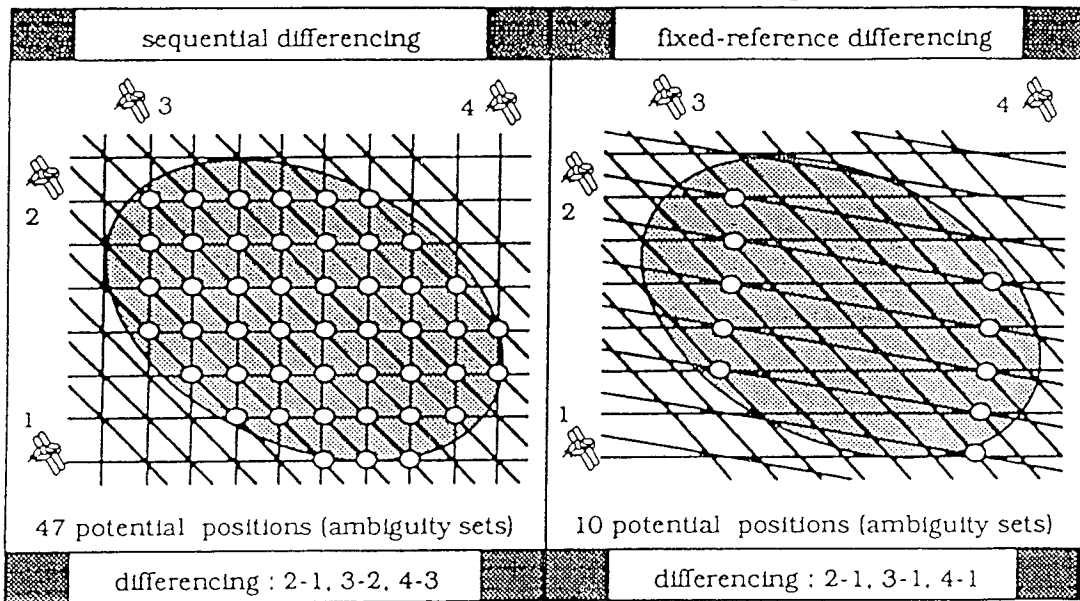 sequential differencing
3
4
2
1
47 potential positions (ambiguity sets)
differencing : 2-1, 3-2, 4-3
fixed-reference differencing
3
4
2
1
10 potential positions (ambiguity sets)
differencing : 2-1, 3-1, 4-1